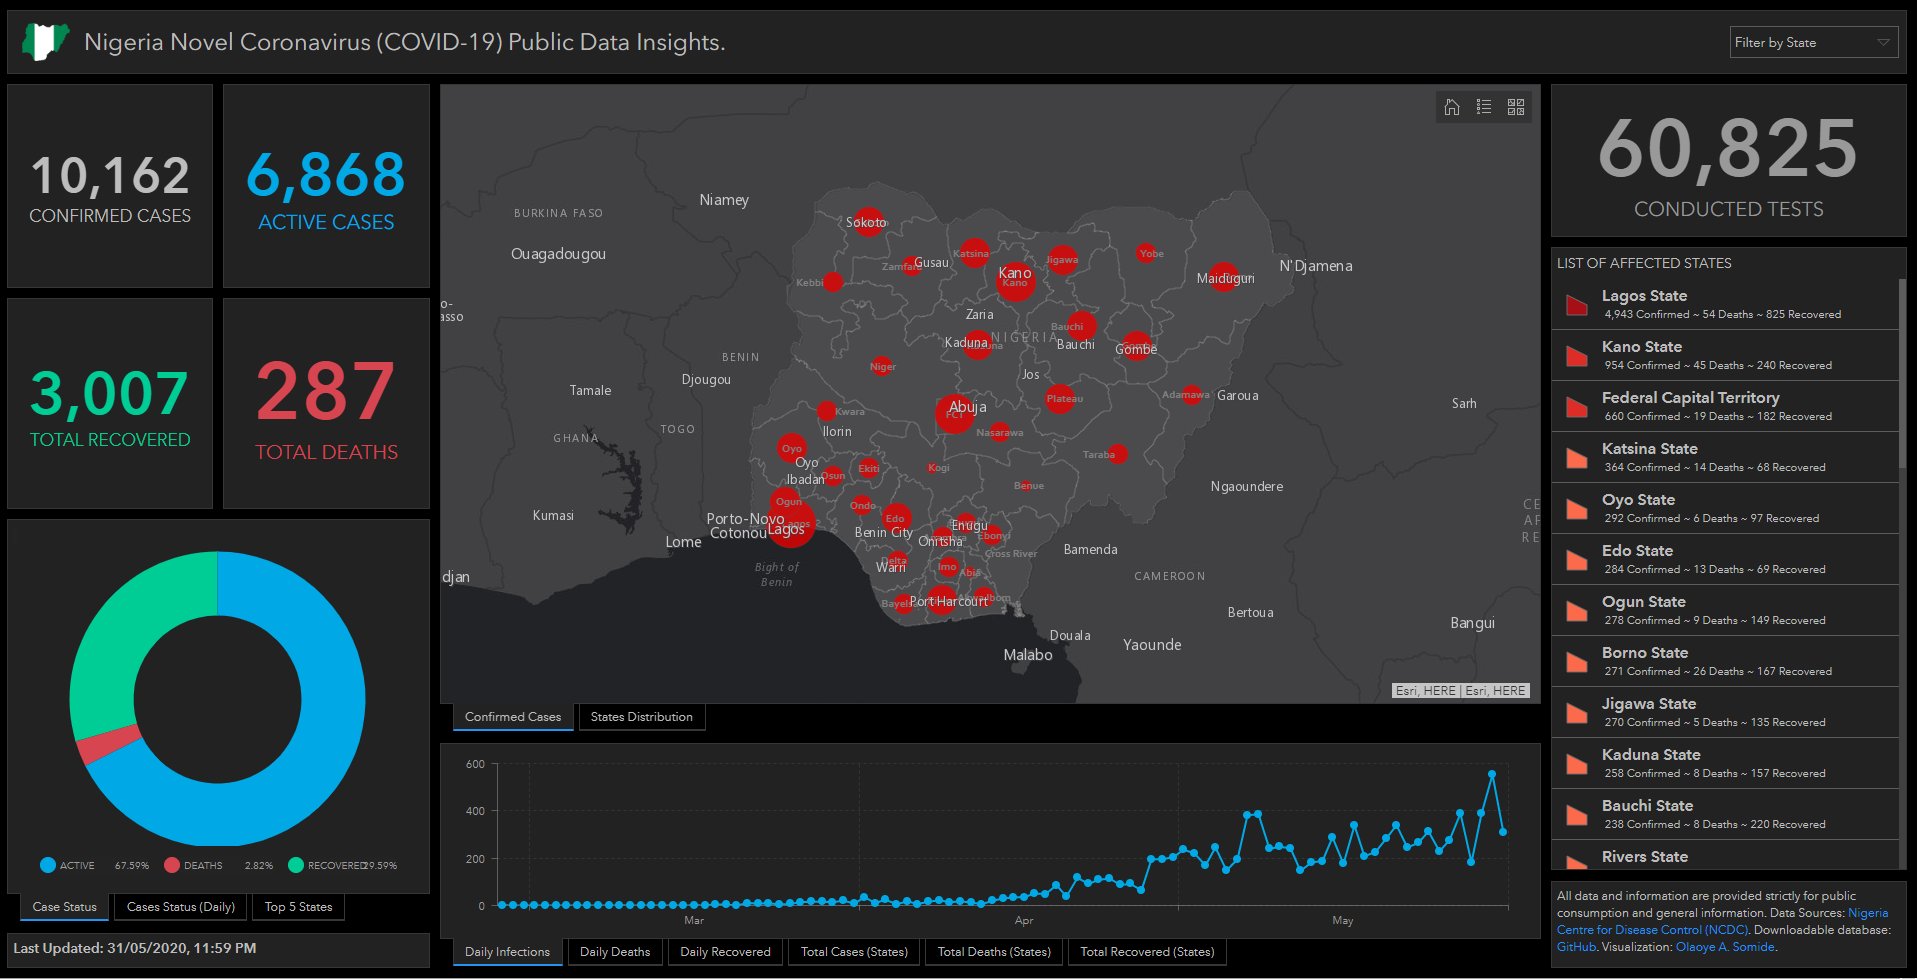 Nigeria Novel Coronavirus (COVID-19) Public Data Insights.
Filter by State
10,162
CONFIRMED CASES
6,868
ACTIVE CASES
3,007
TOTAL RECOVERED
287
TOTAL DEATHS
ACTIVE 67.59% DEATHS 2.82% RECOVERED 29.59%
Case Status
Cases Status (Daily)
Top 5 States
Last Updated: 31/05/2020, 11:59 PM
Niamey
BURKINA FASO
Ouagadougou
o-
asso
Sokoto
Katsina
Jigawa
Yobe
Zamfara
Gusau
Kano
Kano
Kebbi
Maiduguri
N'Djamena
Zaria
Bauchi
NIGERIA
Kaduna
Bauchi
Gombe
BENIN
Niger
Jos
Djougou
Tamale
Plateau
Adamawa
Garoua
Sarh
Abuja
FCT
Kwara
Ilorin
Nasarawa
TOGO
GHANA
Oyo
Oyo
Taraba
Ekiti
Kogi
Ibadan
Osun
Benue
Ngaoundere
Ogun
Ondo
Kumasi
Porto-Novo
Edo
Lagos
Lagos
Cotonou
Benin City
Enugu
Onitsha
Ebonyi
Lome
Cross River
Bamenda
Delta
Warri
Imo
Abia
Bight of
Benin
CAMEROON
djan
Bayelsa
Port Harcourt
Akwa Ibom
Bertoua
Bangui
Douala
Yaounde
Malabo
CE
AF
RE
Esri, HERE | Esri, HERE
Confirmed Cases
States Distribution
600
400
200
0
Mar
Apr
May
Daily Infections
Daily Deaths
Daily Recovered
Total Cases (States)
Total Deaths (States)
Total Recovered (States)
60,825
CONDUCTED TESTS
LIST OF AFFECTED STATES
Lagos State
4,943 Confirmed ~ 54 Deaths ~ 825 Recovered
Kano State
954 Confirmed ~ 45 Deaths ~ 240 Recovered
Federal Capital Territory
660 Confirmed ~ 19 Deaths ~ 182 Recovered
Katsina State
364 Confirmed ~ 14 Deaths ~ 68 Recovered
Oyo State
292 Confirmed ~ 6 Deaths ~ 97 Recovered
Edo State
284 Confirmed ~ 13 Deaths ~ 69 Recovered
Ogun State
278 Confirmed ~ 9 Deaths ~ 149 Recovered
Borno State
271 Confirmed ~ 26 Deaths ~ 167 Recovered
Jigawa State
270 Confirmed ~ 5 Deaths ~ 135 Recovered
Kaduna State
258 Confirmed ~ 8 Deaths ~ 157 Recovered
Bauchi State
238 Confirmed ~ 8 Deaths ~ 220 Recovered
Rivers State
All data and information are provided strictly for public
consumption and general information. Data Sources: Nigeria
Centre for Disease Control (NCDC). Downloadable database:
GitHub. Visualization: Olaoye A. Somide.